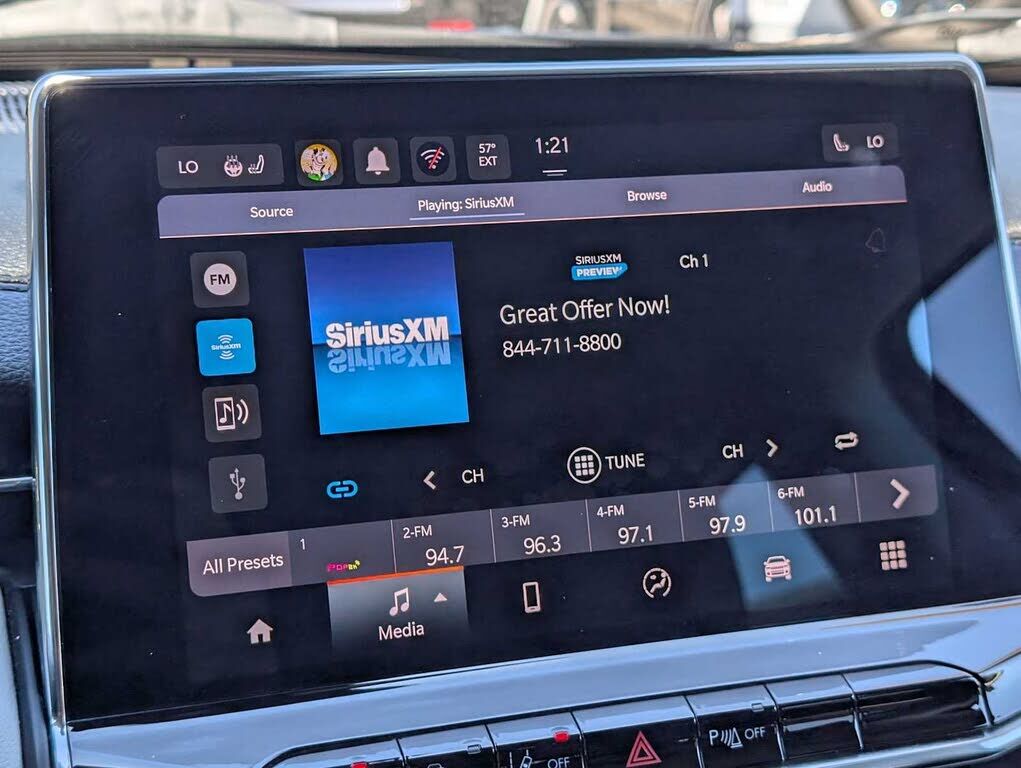 LO
57°
EXT
1:21
LO
Source
Playing: SiriusXM
Browse
Audio
FM
SiriusXM
SiriusXM
SIRIUSXM
PREVIEW
Ch 1
Great Offer Now!
844-711-8800
CH
TUNE
CH
All Presets
1
2-FM
94.7
3-FM
96.3
4-FM
97.1
5-FM
97.9
6-FM
101.1
Media
OFF
P OFF